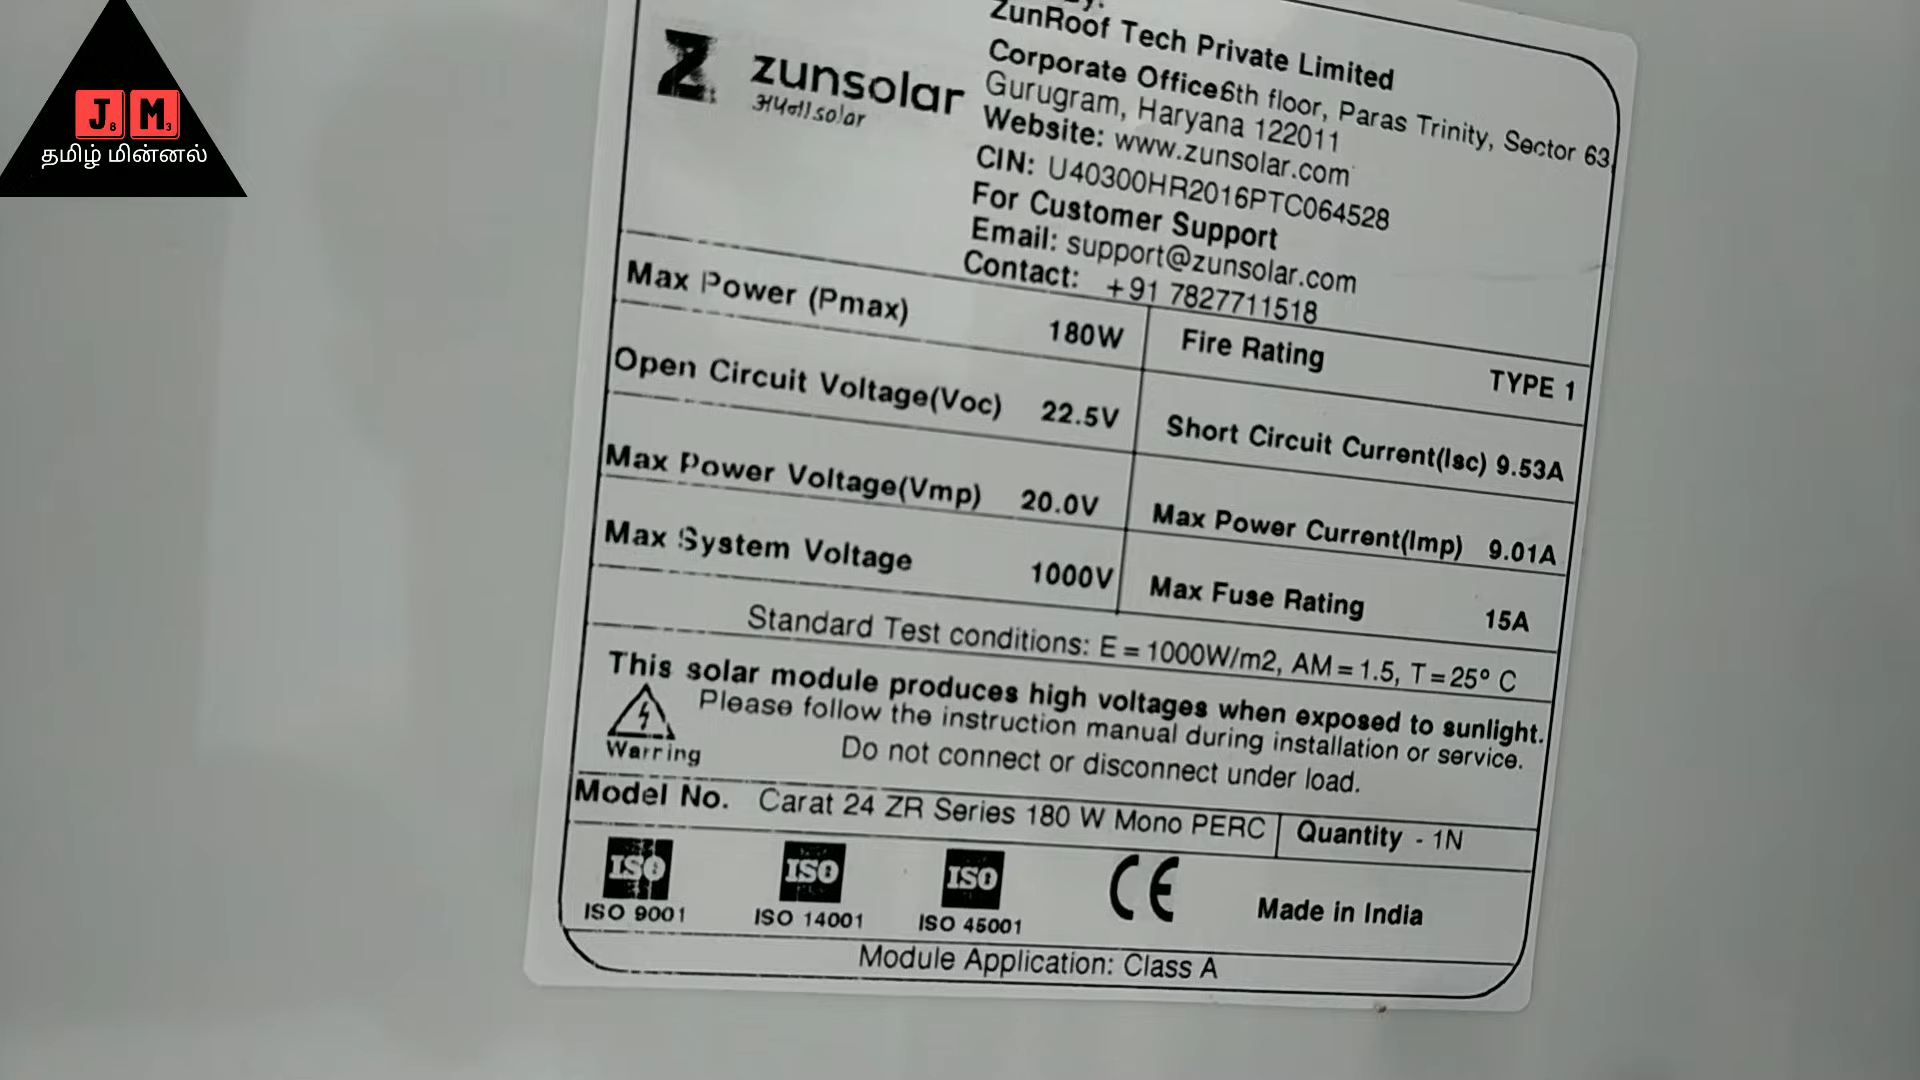 J8 M3
தமிழ் மின்னல்
Z zunsolar
अपना solar
ZunRoof Tech Private Limited
Corporate Office6th floor, Paras Trinity, Sector 63,
Gurugram, Haryana 122011
Website: www.zunsolar.com
CIN: U40300HR2016PTC064528
For Customer Support
Email: support@zunsolar.com
Contact: +91 7827711518
Max Power (Pmax) 180W Fire Rating TYPE 1
Open Circuit Voltage(Voc) 22.5V Short Circuit Current(Isc) 9.53A
Max Power Voltage(Vmp) 20.0V Max Power Current(Imp) 9.01A
Max System Voltage 1000V Max Fuse Rating 15A
Standard Test conditions: E = 1000W/m2, AM = 1.5, T = 25° C
This solar module produces high voltages when exposed to sunlight.
Please follow the instruction manual during installation or service.
Warring
Do not connect or disconnect under load.
Model No. Carat 24 ZR Series 180 W Mono PERC Quantity - 1N
ISO ISO ISO CE Made in India
ISO 9001 ISO 14001 ISO 45001
Module Application: Class A